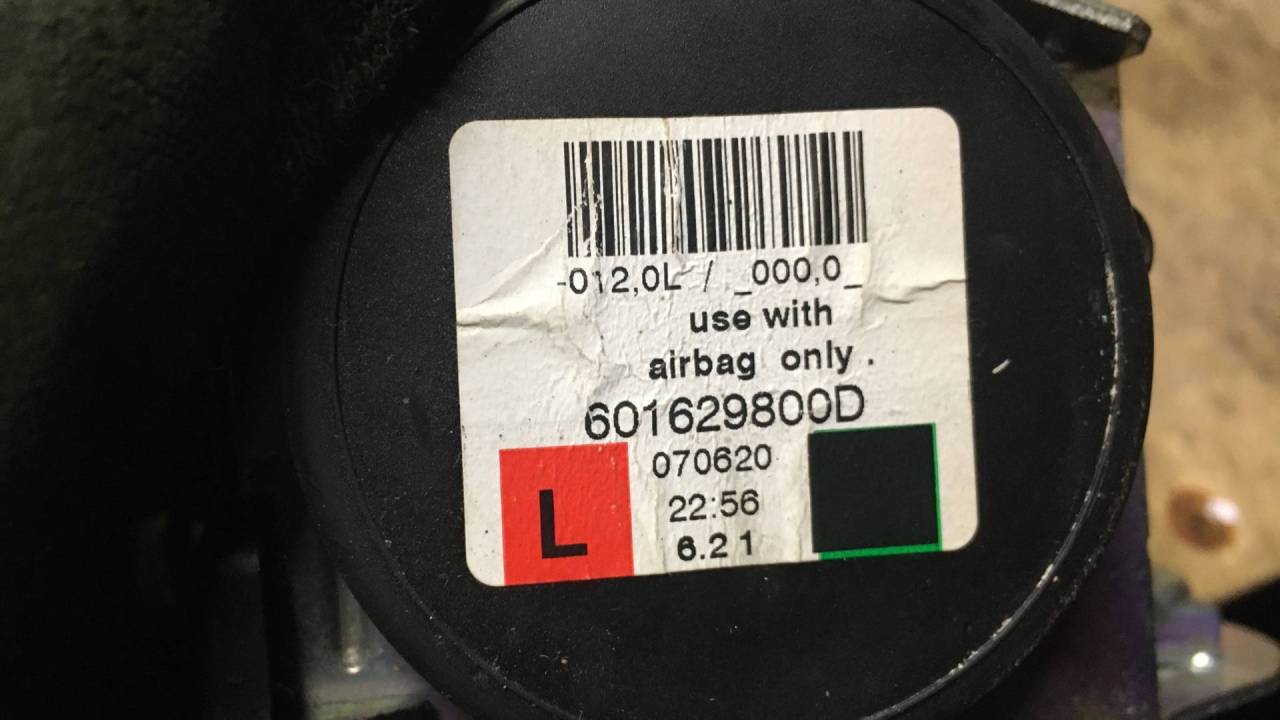 -012,0L / _000,0_
use with
airbag only .
601629800D
070620
22:56
6.2 1
L